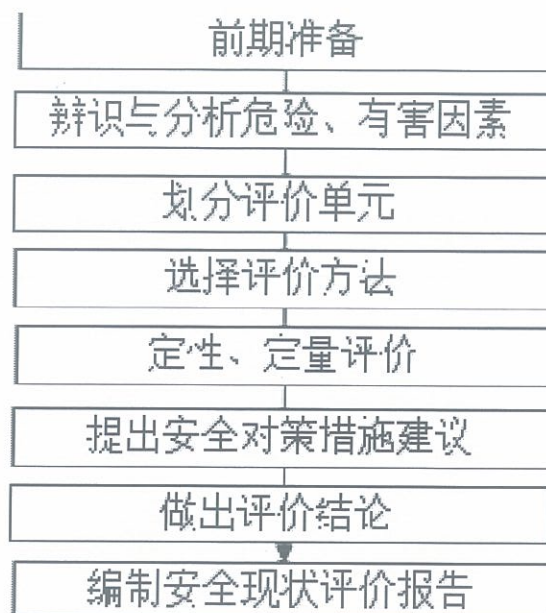 前期准备
辨识与分析危险、有害因素
划分评价单元
选择评价方法
定性、定量评价
提出安全对策措施建议
做出评价结论
编制安全现状评价报告